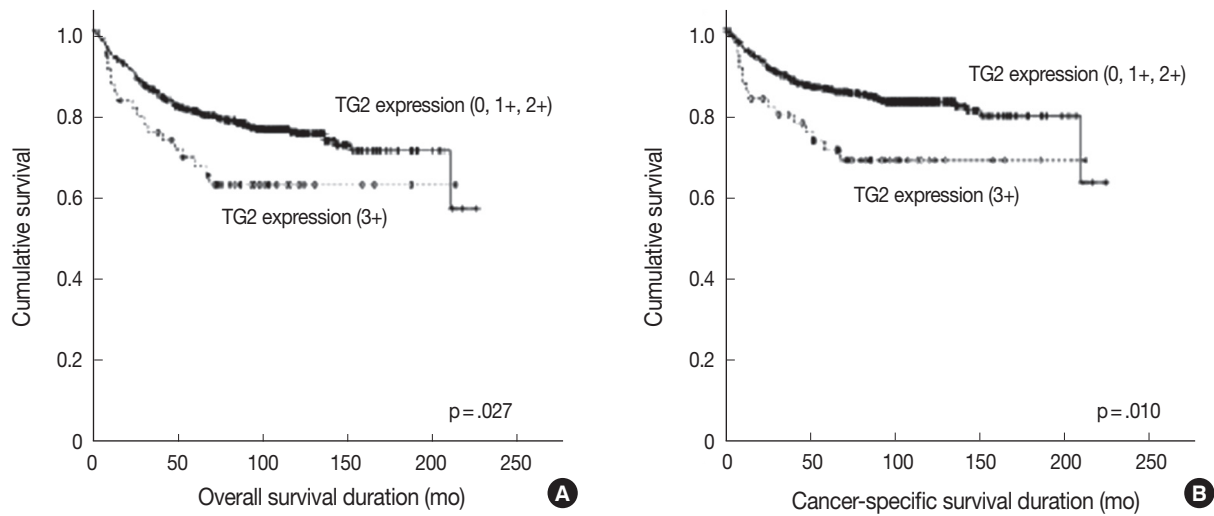 1.0
0.8
0.6
0.4
0.2
0
Cumulative survival
TG2 expression (0, 1+, 2+)
TG2 expression (3+)
p=.027
0 50 100 150 200 250
Overall survival duration (mo)
A
1.0
0.8
0.6
0.4
0.2
0
Cumulative survival
TG2 expression (0, 1+, 2+)
TG2 expression (3+)
p=.010
0 50 100 150 200 250
Cancer-specific survival duration (mo)
B